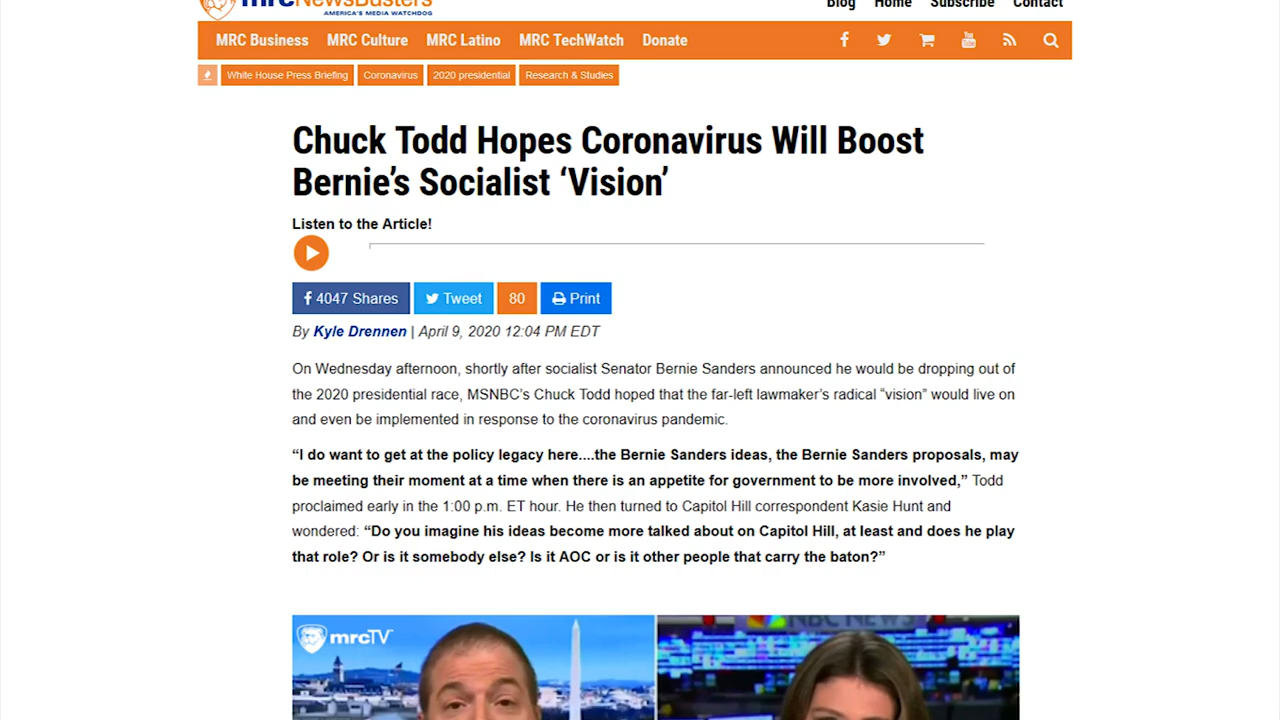 mrcNewsBusters
AMERICA'S MEDIA WATCHDOG
Blog Home Subscribe Contact
MRC Business MRC Culture MRC Latino MRC TechWatch Donate
White House Press Briefing Coronavirus 2020 presidential Research & Studies
Chuck Todd Hopes Coronavirus Will Boost
Bernie’s Socialist ‘Vision’
Listen to the Article!
4047 Shares Tweet 80 Print
By Kyle Drennen | April 9, 2020 12:04 PM EDT
On Wednesday afternoon, shortly after socialist Senator Bernie Sanders announced he would be dropping out of
the 2020 presidential race, MSNBC’s Chuck Todd hoped that the far-left lawmaker’s radical “vision” would live on
and even be implemented in response to the coronavirus pandemic.
“I do want to get at the policy legacy here....the Bernie Sanders ideas, the Bernie Sanders proposals, may
be meeting their moment at a time when there is an appetite for government to be more involved,” Todd
proclaimed early in the 1:00 p.m. ET hour. He then turned to Capitol Hill correspondent Kasie Hunt and
wondered: “Do you imagine his ideas become more talked about on Capitol Hill, at least and does he play
that role? Or is it somebody else? Is it AOC or is it other people that carry the baton?”
mrcTV
NBC NEWS